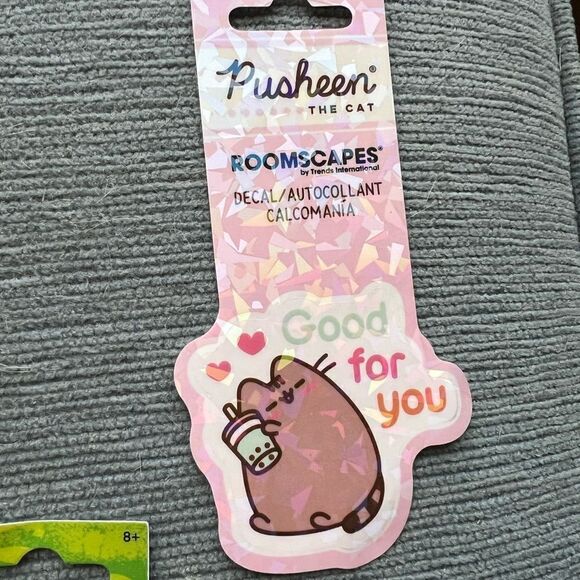 Pusheen®
THE CAT
ROOMSCAPES®
by Trends International
DECAL/AUTOCOLLANT
CALCOMANÍA
Good
for
you
8+